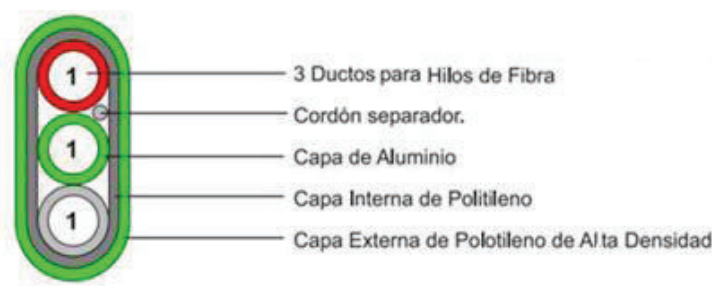 1
1
1
3 Ductos para Hilos de Fibra
Cordón separador.
Capa de Aluminio
Capa Interna de Politileno
Capa Externa de Polotileno de Alta Densidad